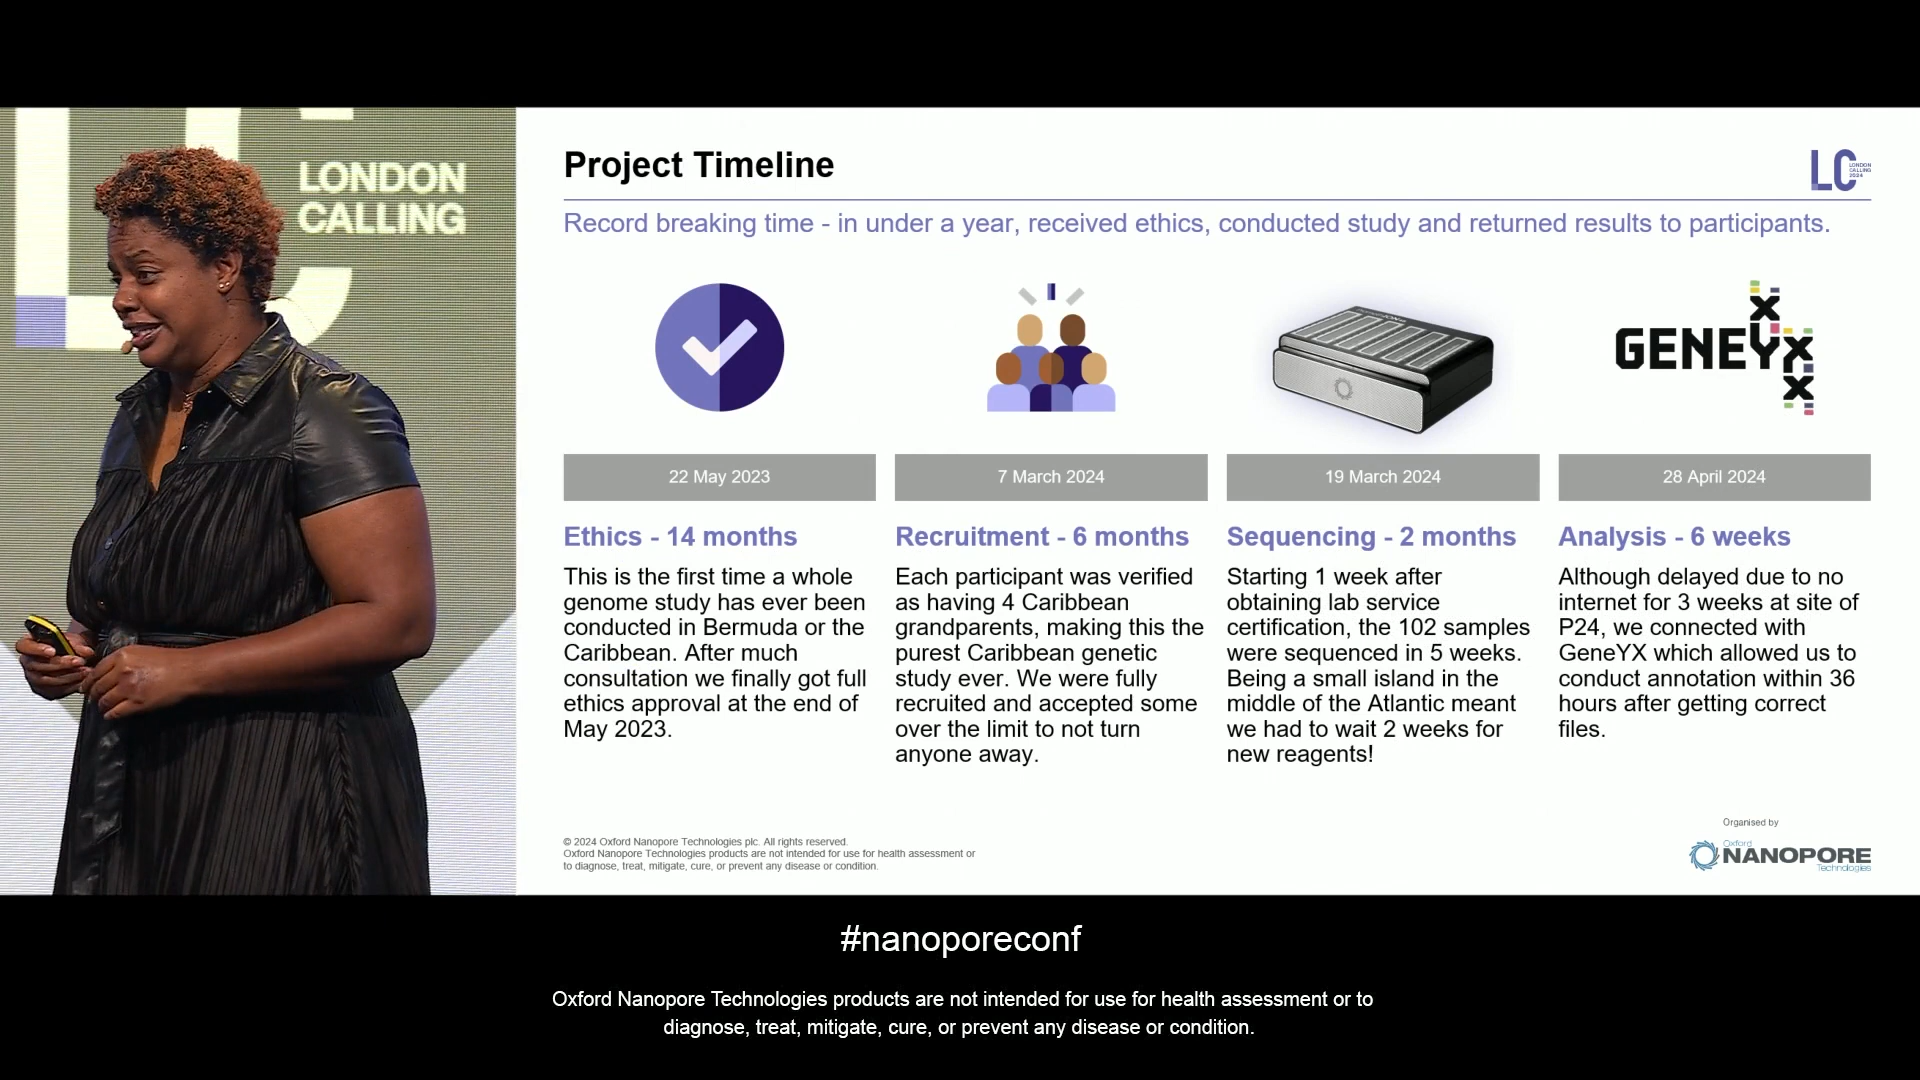 LONDON
CALLING
Project Timeline
LC LONDON
CALLING
2024
Record breaking time - in under a year, received ethics, conducted study and returned results to participants.
GENEYX
X
X
X
22 May 2023
7 March 2024
19 March 2024
28 April 2024
Ethics - 14 months
This is the first time a whole
genome study has ever been
conducted in Bermuda or the
Caribbean. After much
consultation we finally got full
ethics approval at the end of
May 2023.
Recruitment - 6 months
Each participant was verified
as having 4 Caribbean
grandparents, making this the
purest Caribbean genetic
study ever. We were fully
recruited and accepted some
over the limit to not turn
anyone away.
Sequencing - 2 months
Starting 1 week after
obtaining lab service
certification, the 102 samples
were sequenced in 5 weeks.
Being a small island in the
middle of the Atlantic meant
we had to wait 2 weeks for
new reagents!
Analysis - 6 weeks
Although delayed due to no
internet for 3 weeks at site of
P24, we connected with
GeneYX which allowed us to
conduct annotation within 36
hours after getting correct
files.
© 2024 Oxford Nanopore Technologies plc. All rights reserved.
Oxford Nanopore Technologies products are not intended for use for health assessment or
to diagnose, treat, mitigate, cure, or prevent any disease or condition.
Organised by
Oxford
NANOPORE
Technologies
#nanoporeconf
Oxford Nanopore Technologies products are not intended for use for health assessment or to
diagnose, treat, mitigate, cure, or prevent any disease or condition.